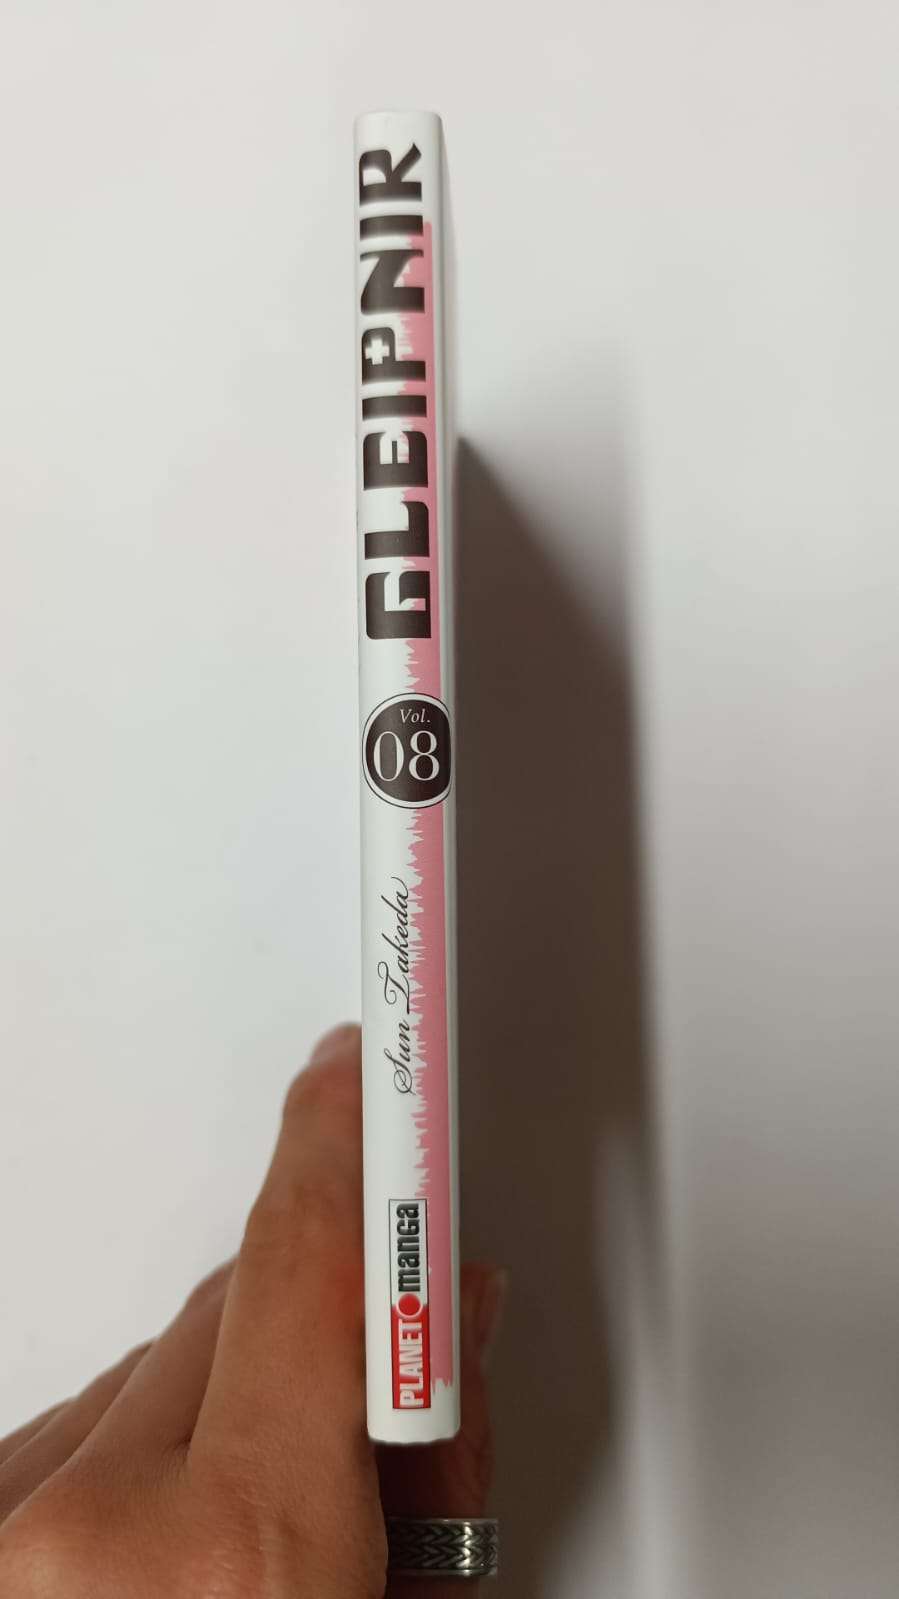 GLEIPNIR
Vol.
08
Sun Takeda
PLANET manga